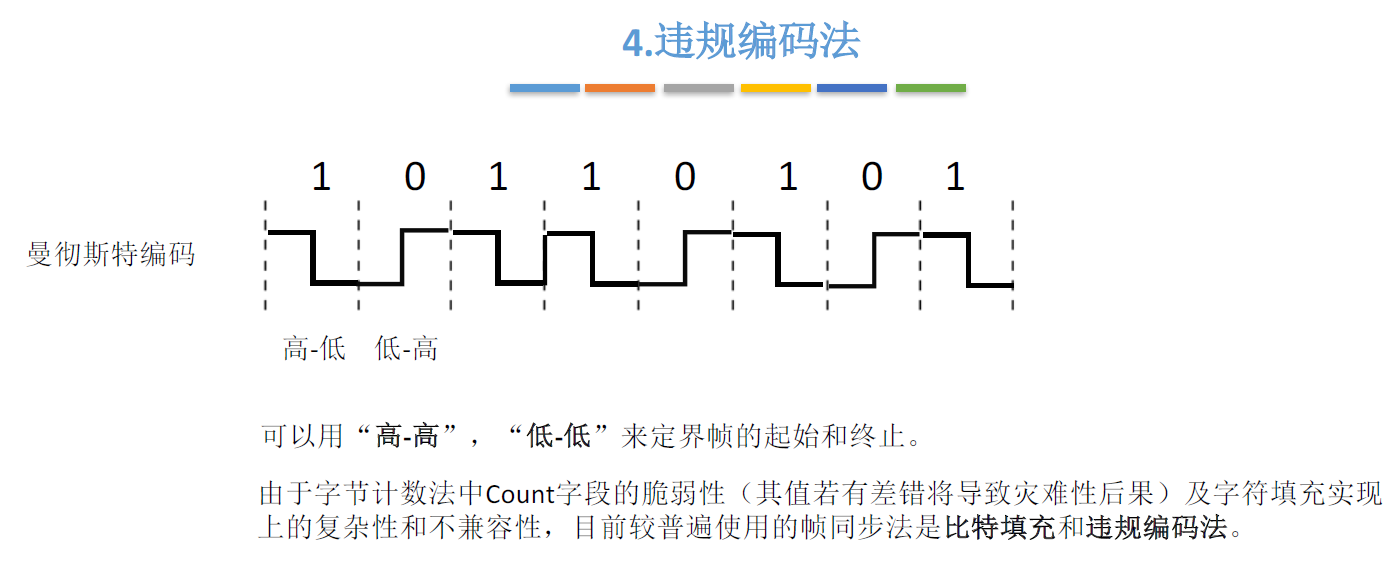 4.违规编码法
1 0 1 1 0 1 0 1
曼彻斯特编码
高-低 低-高
可以用“高-高”，“低-低”来定界帧的起始和终止。
由于字节计数法中Count字段的脆弱性（其值若有差错将导致灾难性后果）及字符填充实现
上的复杂性和不兼容性，目前较普遍使用的帧同步法是比特填充和违规编码法。